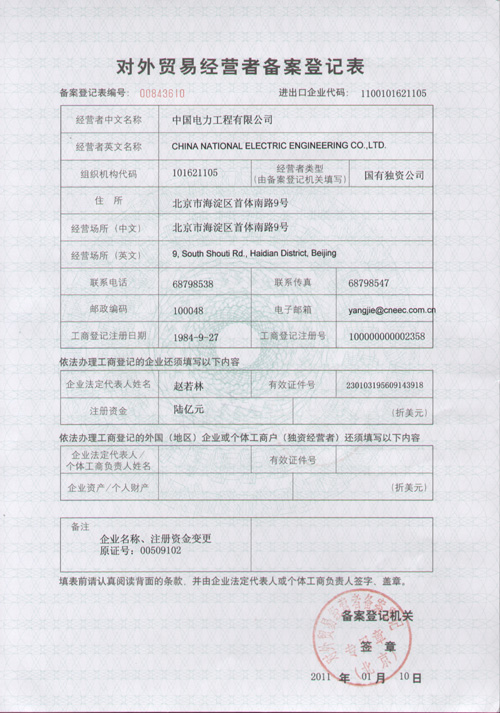 对外贸易经营者备案登记表
备案登记表编号： 00843610 进出口企业代码： 1100101621105
经营者中文名称 中国电力工程有限公司
经营者英文名称 CHINA NATIONAL ELECTRIC ENGINEERING CO.,LTD.
组织机构代码 101621105 经营者类型 （由备案登记机关填写） 国有独资公司
住 所 北京市海淀区首体南路9号
经营场所（中文） 北京市海淀区首体南路9号
经营场所（英文） 9, South Shouti Rd., Haidian District, Beijing
联系电话 68798538 联系传真 68798547
邮政编码 100048 电子邮箱 yangjie@cneec.com.cn
工商登记注册日期 1984-9-27 工商登记注册号 100000000002358
依法办理工商登记的企业还须填写以下内容
企业法定代表人姓名 赵若林 有效证件号 230103195609143918
注册资金 陆亿元 （折美元）
依法办理工商登记的外国（地区）企业或个体工商户（独资经营者）还须填写以下内容
企业法定代表人/
个体工商负责人姓名 有效证件号
企业资产/个人财产 （折美元）
备注
企业名称、注册资金变更
原证号：00509102
填表前请认真阅读背面的条款，并由企业法定代表人或个体工商负责人签字、盖章。
备案登记机关
签 章
2011 年 01 月 10 日
对外贸易经营者备案登记
（北京）